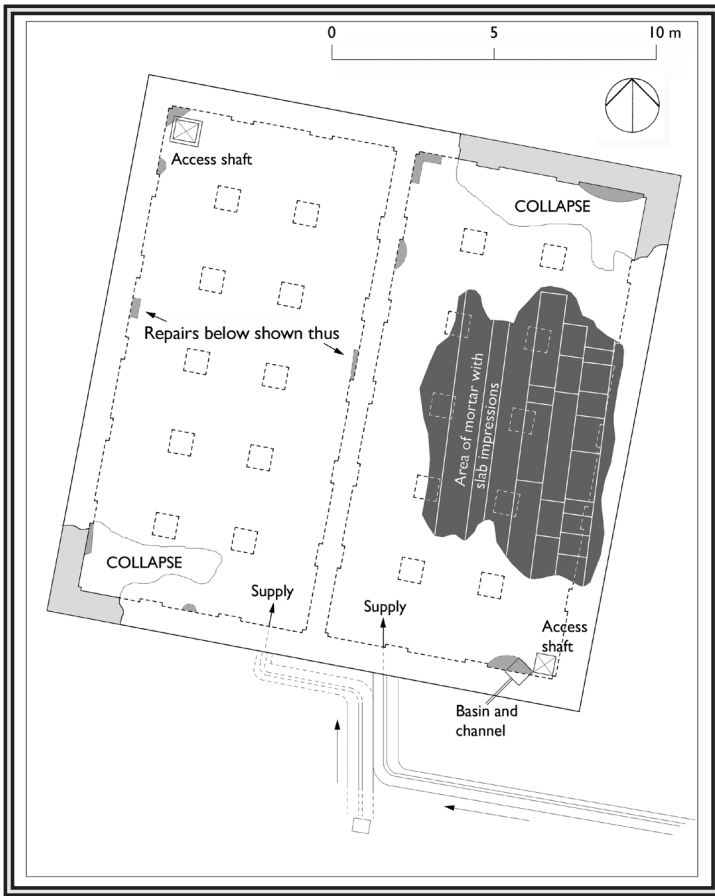 0 5 10 m
Access shaft
COLLAPSE
Repairs below shown thus
Area of mortar with
slab impressions
COLLAPSE
Supply
Supply
Access
shaft
Basin and
channel